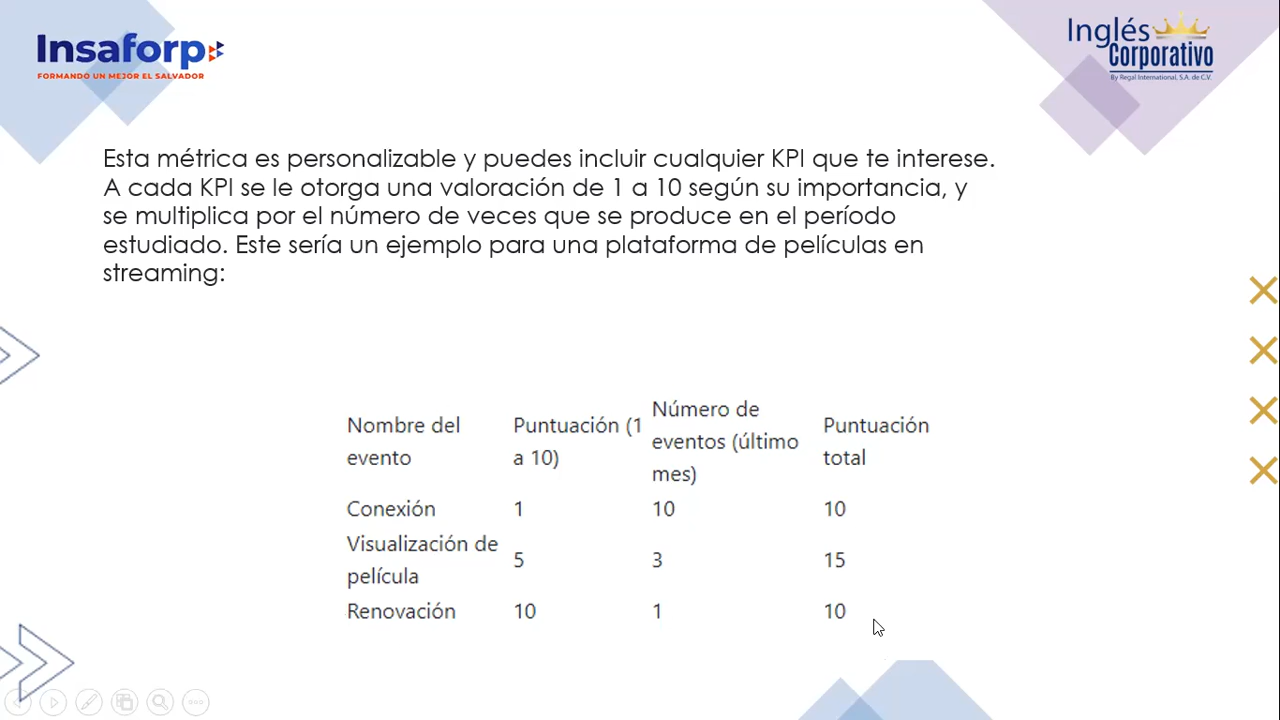 Insaforp
FORMANDO UN MEJOR EL SALVADOR
Inglés
Corporativo
By Regal International, S.A. de C.V.
Esta métrica es personalizable y puedes incluir cualquier KPI que te interese.
A cada KPI se le otorga una valoración de 1 a 10 según su importancia, y
se multiplica por el número de veces que se produce en el período
estudiado. Este sería un ejemplo para una plataforma de películas en
streaming:
Nombre del evento Puntuación (1 a 10) Número de eventos (último mes) Puntuación total
Conexión 1 10 10
Visualización de película 5 3 15
Renovación 10 1 10